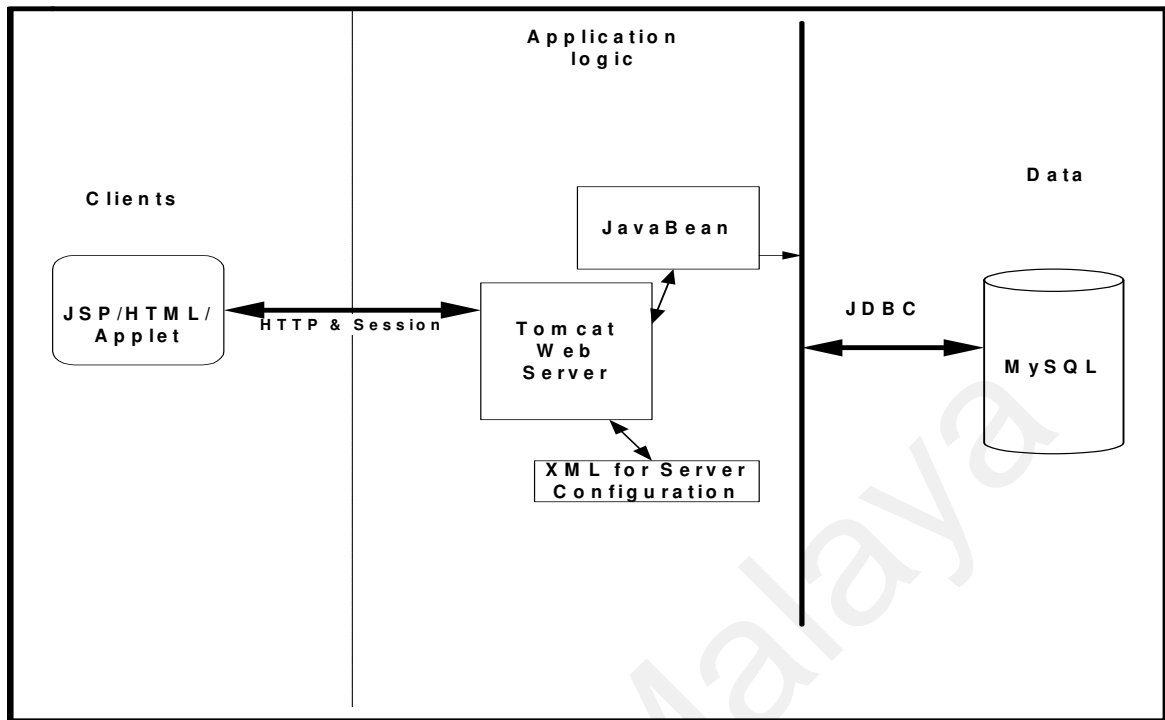 Application
logic
Clients
Data
JavaBean
JSP/HTML/
Applet
HTTP & Session
Tomcat
Web
Server
JDBC
MySQL
XML for Server
Configuration
Malaya